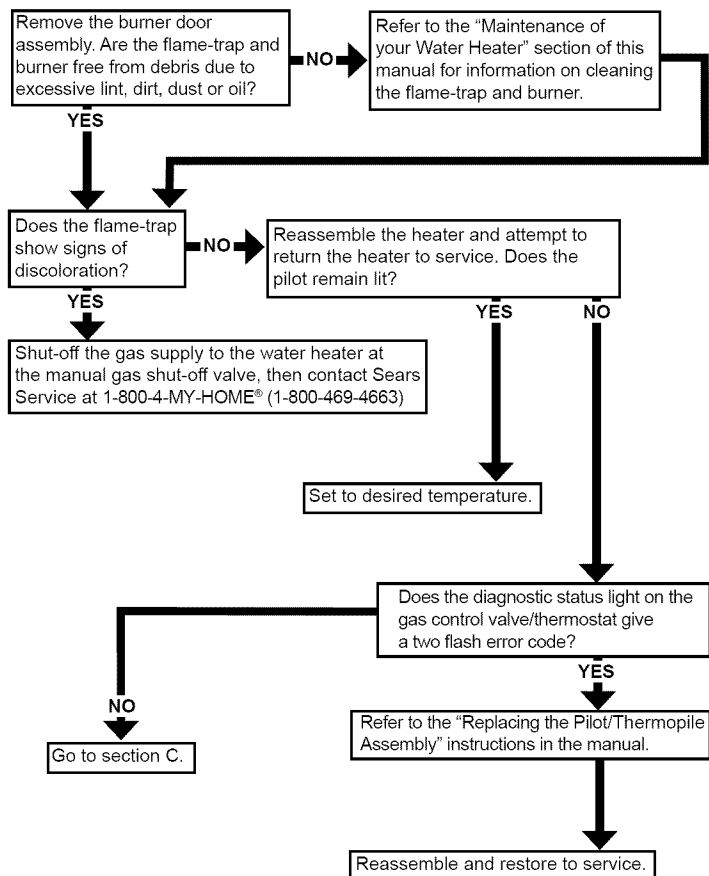 Remove the burner door
assembly. Are the flame-trap and
burner free from debris due to
excessive lint, dirt, dust or oil?
NO
Refer to the “Maintenance of
your Water Heater” section of this
manual for information on cleaning
the flame-trap and burner.
YES
Does the flame-trap
show signs of
discoloration?
NO
Reassemble the heater and attempt to
return the heater to service. Does the
pilot remain lit?
YES
Shut-off the gas supply to the water heater at
the manual gas shut-off valve, then contact Sears
Service at 1-800-4-MY-HOME® (1-800-469-4663)
YES
NO
Set to desired temperature.
Does the diagnostic status light on the
gas control valve/thermostat give
a two flash error code?
NO
Go to section C.
YES
Refer to the “Replacing the Pilot/Thermopile
Assembly” instructions in the manual.
Reassemble and restore to service.